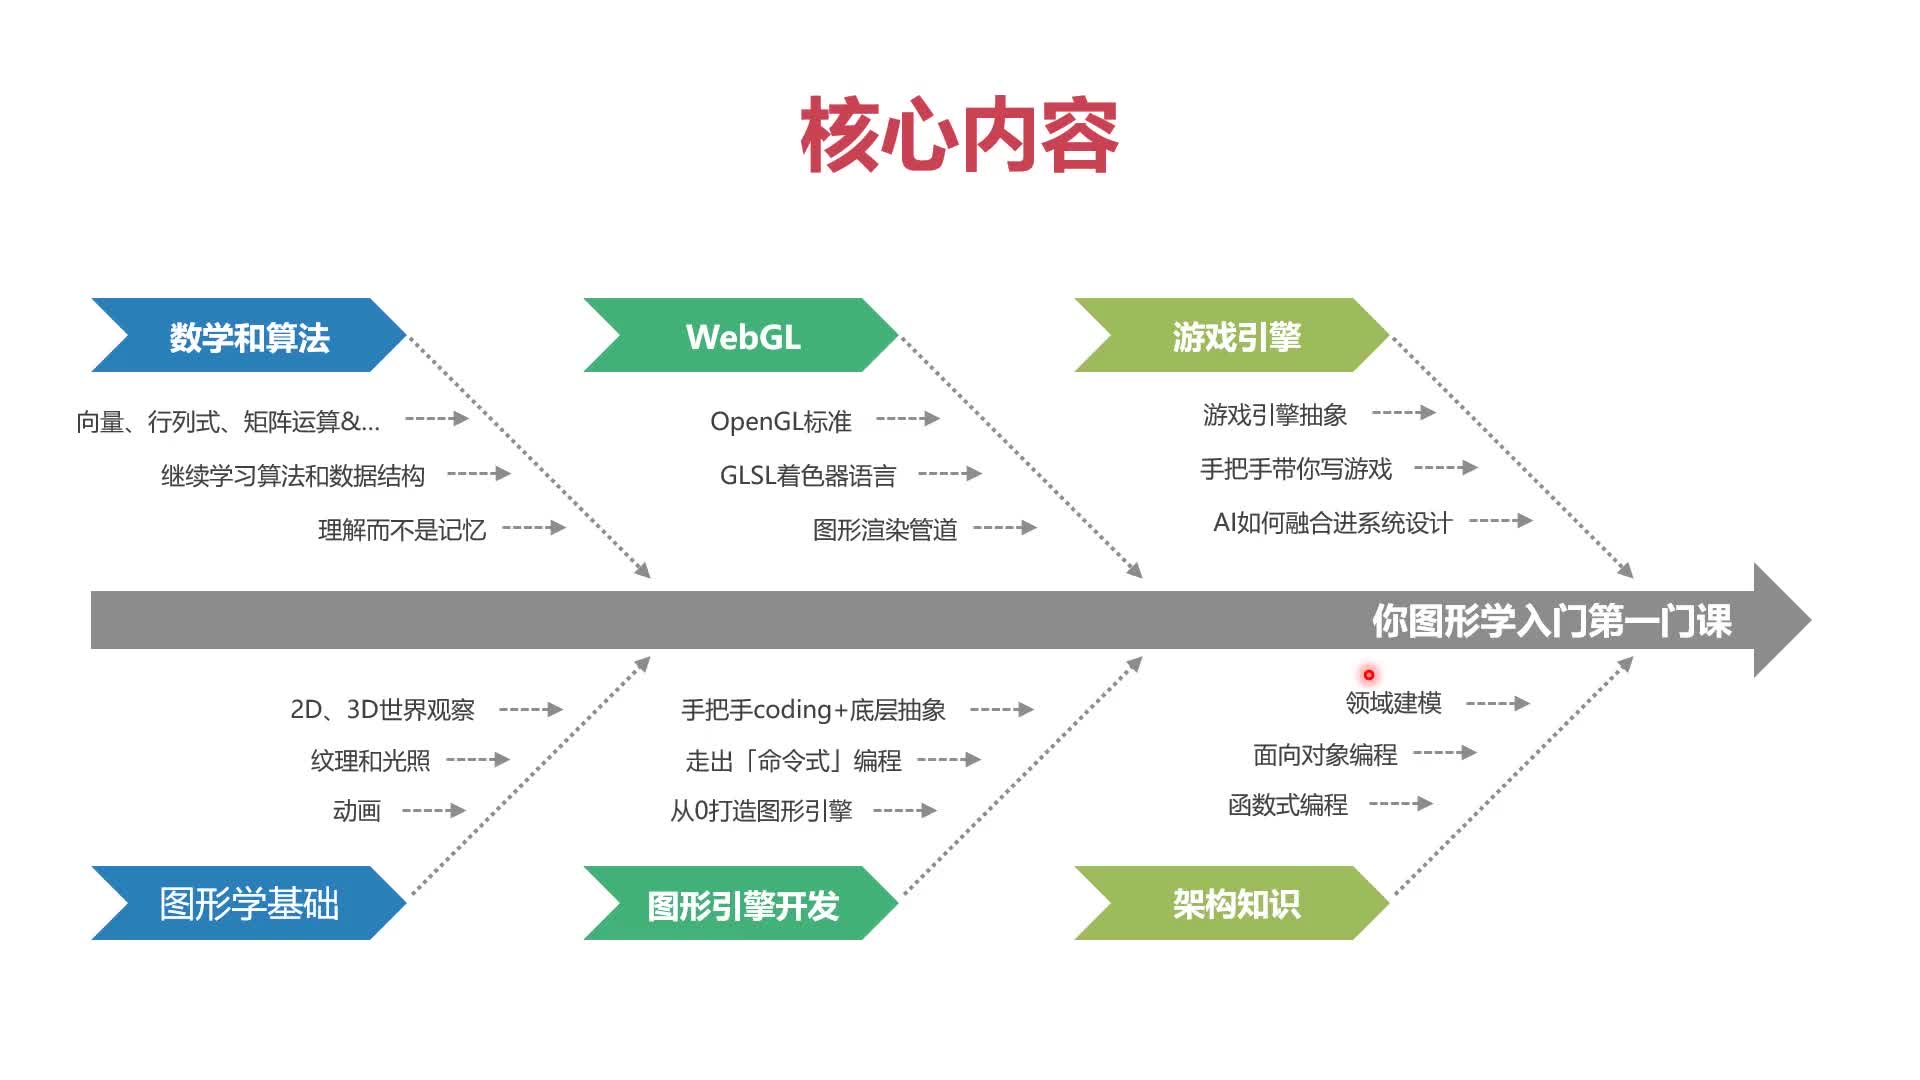 核心内容
数学和算法
向量、行列式、矩阵运算&...
继续学习算法和数据结构
理解而不是记忆
WebGL
OpenGL标准
GLSL着色器语言
图形渲染管道
游戏引擎
游戏引擎抽象
手把手带你写游戏
AI如何融合进系统设计
你图形学入门第一门课
2D、3D世界观察
纹理和光照
动画
图形学基础
手把手coding+底层抽象
走出「命令式」编程
从0打造图形引擎
图形引擎开发
领域建模
面向对象编程
函数式编程
架构知识